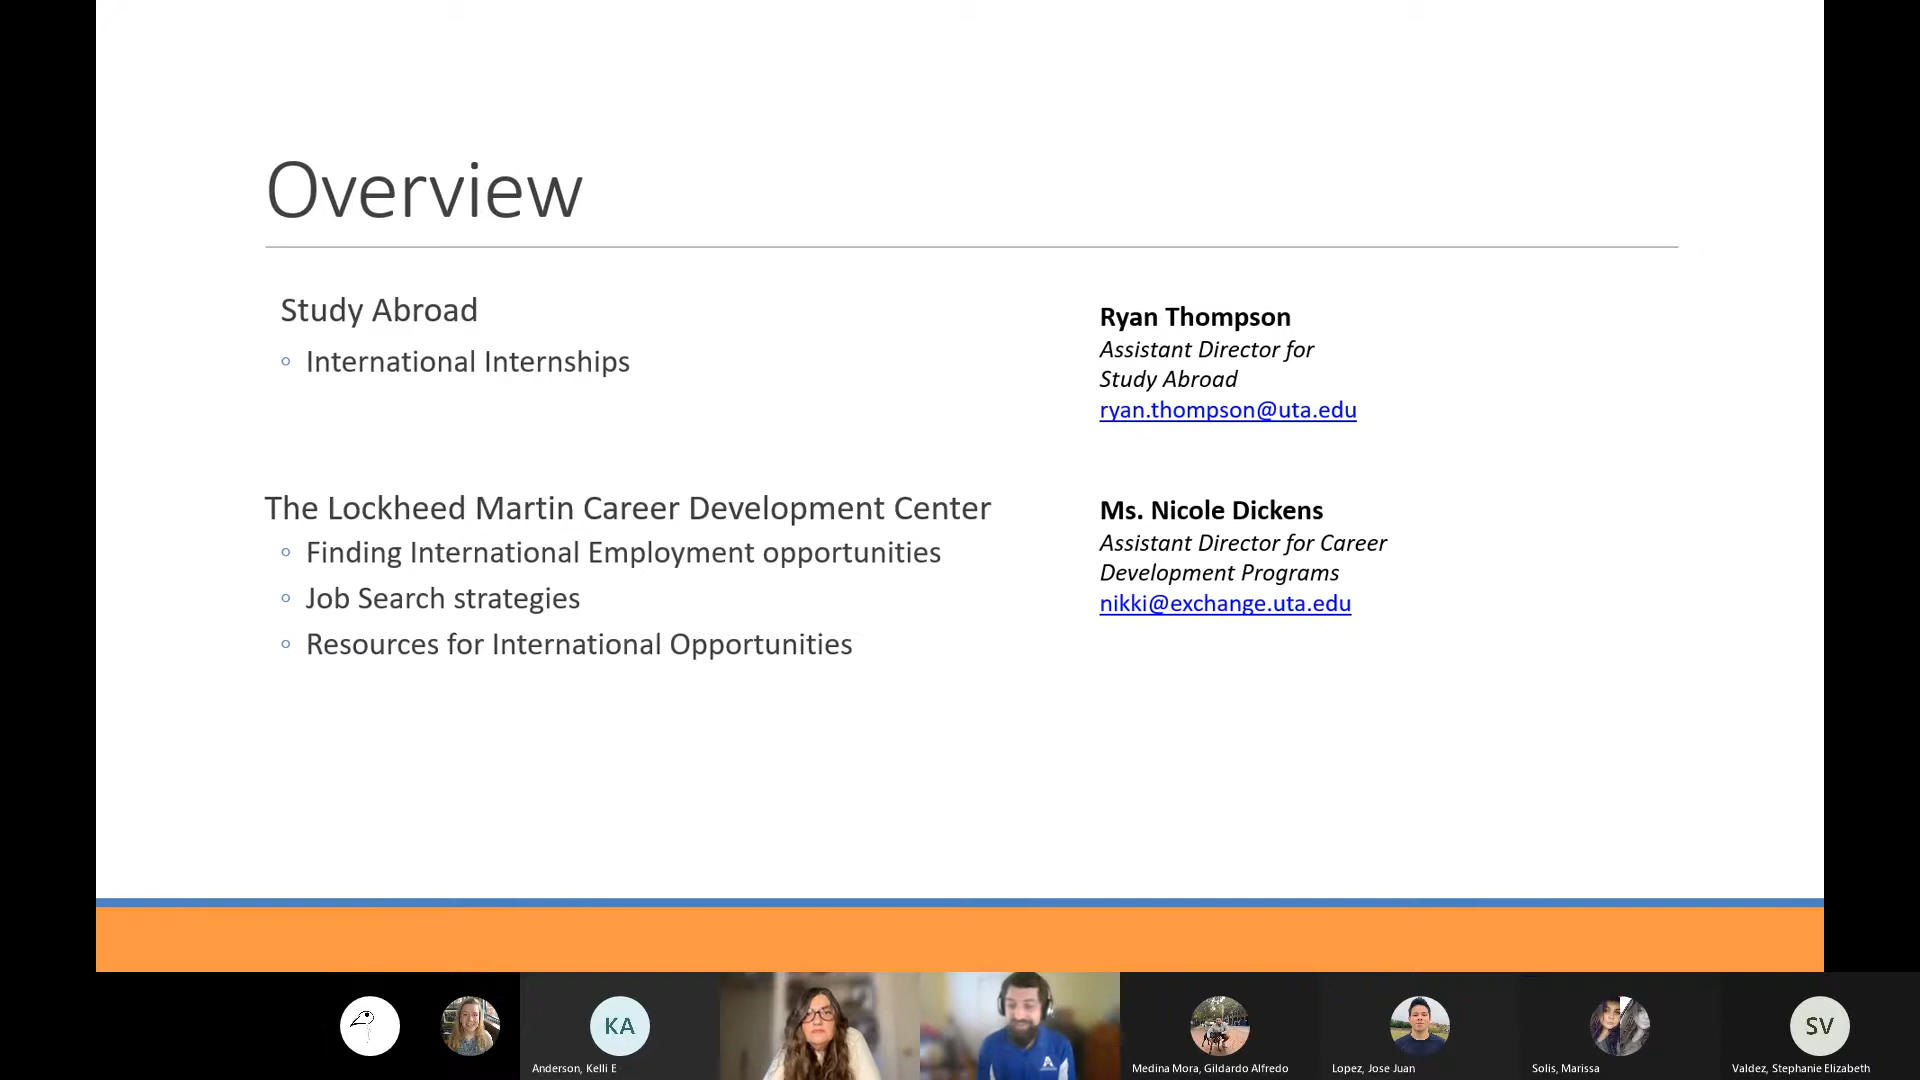 Overview
Study Abroad
International Internships
Ryan Thompson
Assistant Director for
Study Abroad
ryan.thompson@uta.edu
The Lockheed Martin Career Development Center
Finding International Employment opportunities
Job Search strategies
Resources for International Opportunities
Ms. Nicole Dickens
Assistant Director for Career
Development Programs
nikki@exchange.uta.edu
KA
SV
Anderson, Kelli E
Medina Mora, Gildardo Alfredo
Lopez, Jose Juan
Solis, Marissa
Valdez, Stephanie Elizabeth